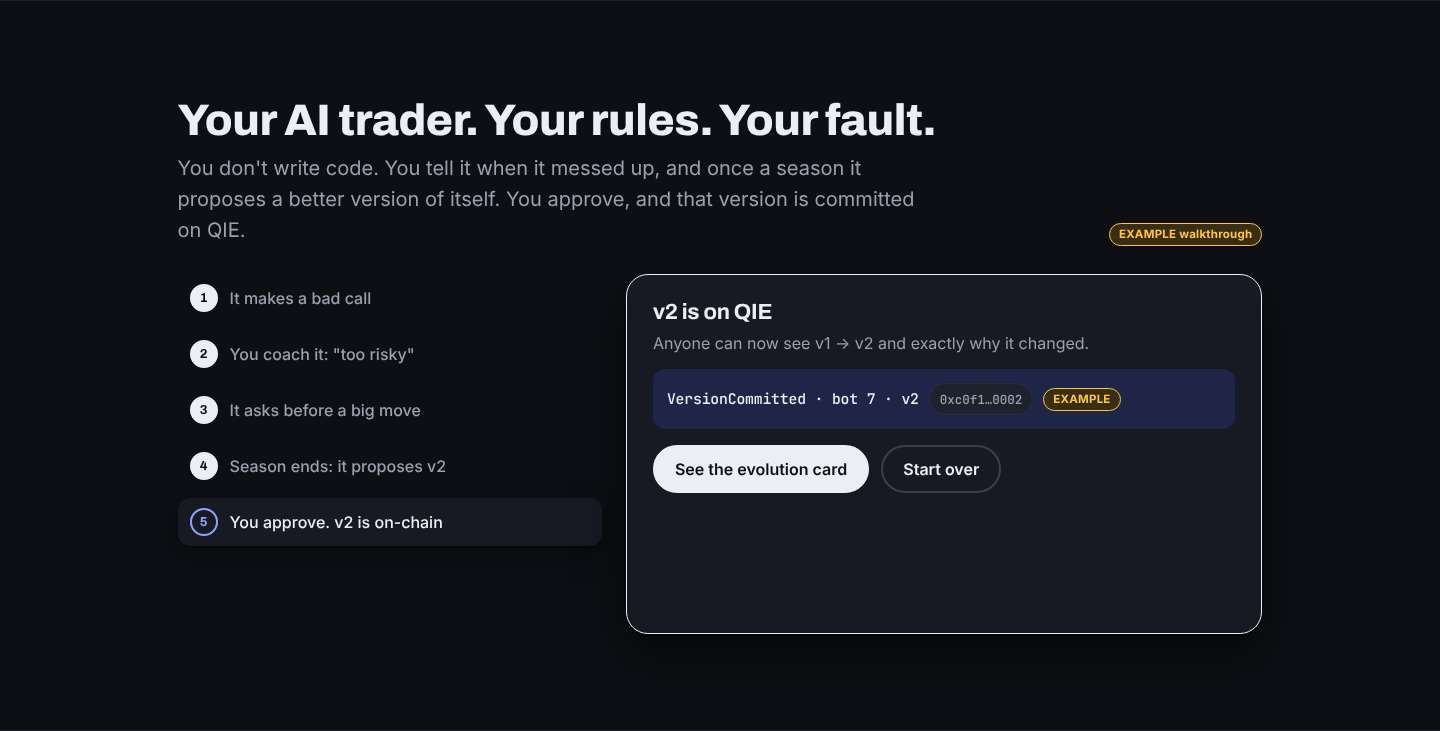 Your AI trader. Your rules. Your fault.
You don't write code. You tell it when it messed up, and once a season it
proposes a better version of itself. You approve, and that version is committed
on QIE.
EXAMPLE walkthrough
1 It makes a bad call
2 You coach it: "too risky"
3 It asks before a big move
4 Season ends: it proposes v2
5 You approve. v2 is on-chain
v2 is on QIE
Anyone can now see v1 → v2 and exactly why it changed.
VersionCommitted · bot 7 · v2 0xc0f1…0002 EXAMPLE
See the evolution card Start over